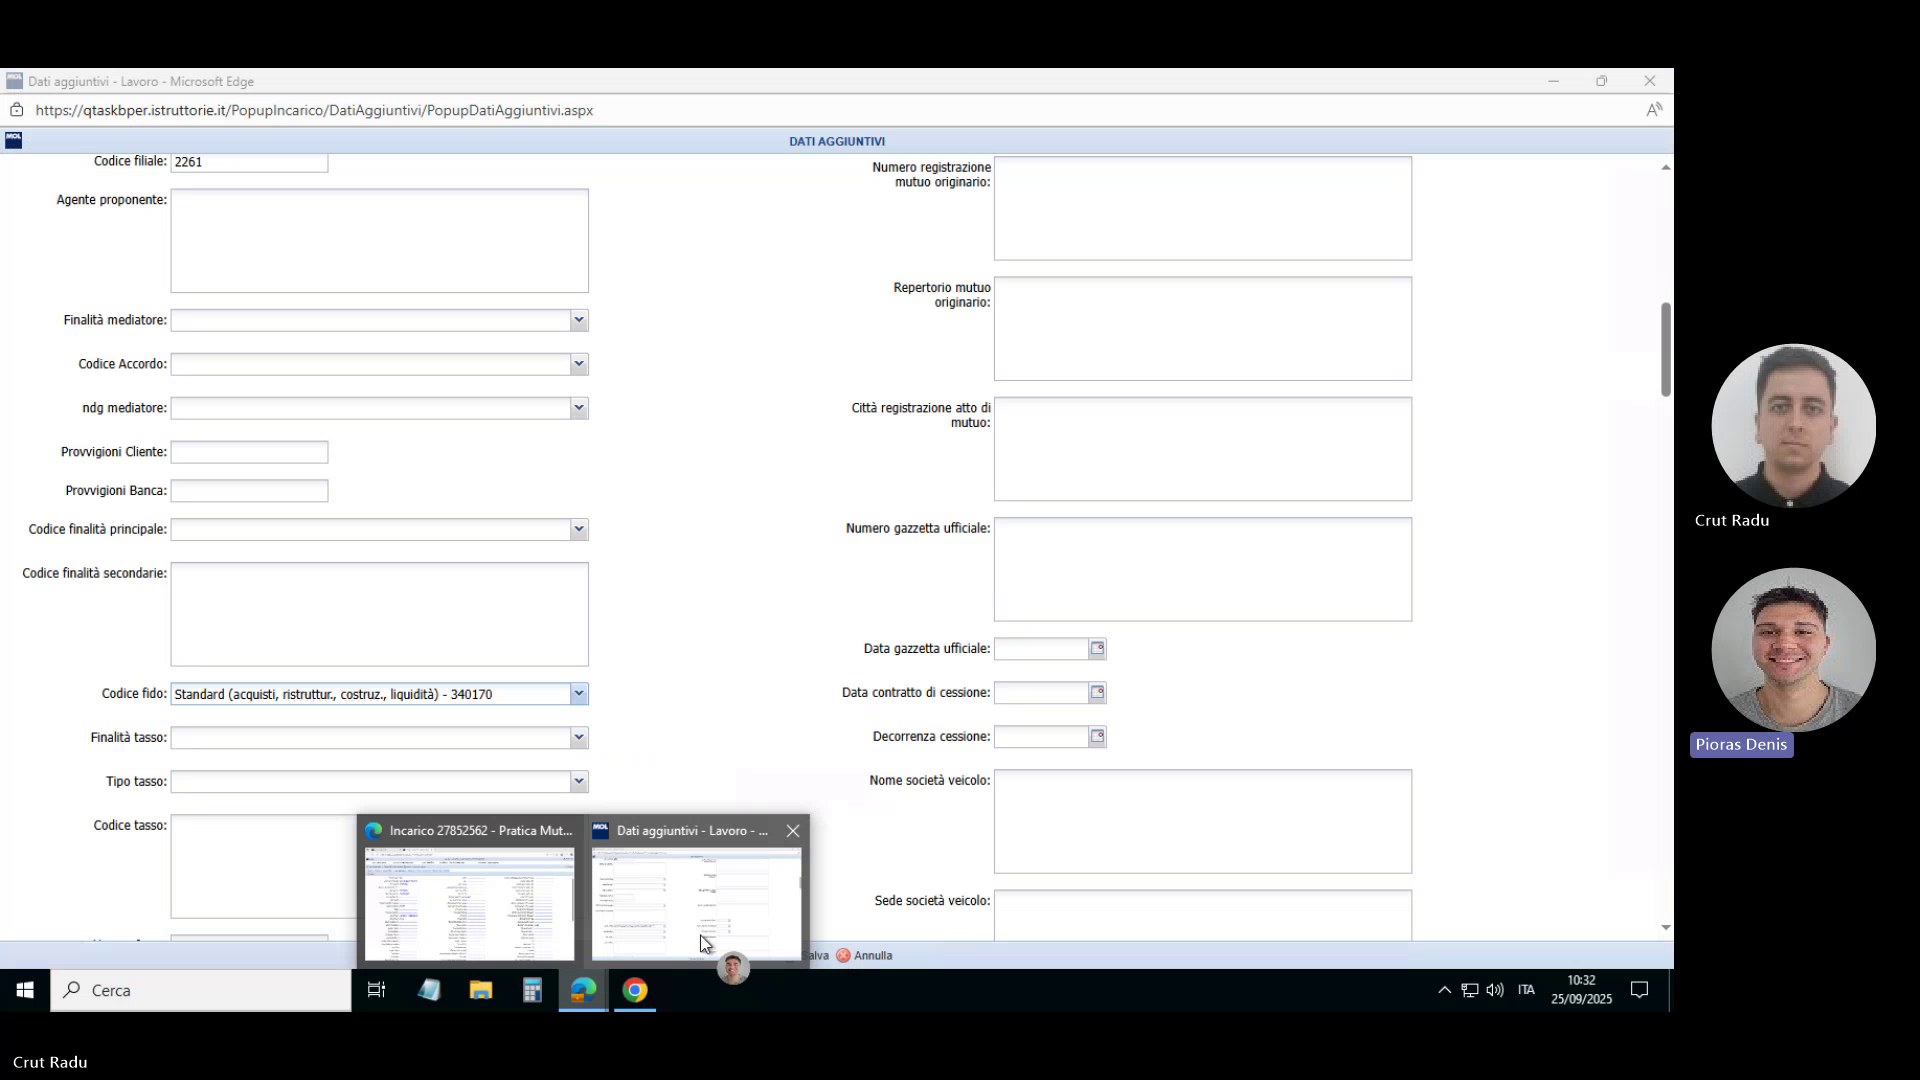 Dati aggiuntivi - Lavoro - Microsoft Edge
https://qtaskbper.istruttorie.it/PopupIncarico/DatiAggiuntivi/PopupDatiAggiuntivi.aspx
MOL
DATI AGGIUNTIVI
Codice filiale: 2261
Agente proponente:
Finalità mediatore:
Codice Accordo:
ndg mediatore:
Provvigioni Cliente:
Provvigioni Banca:
Codice finalità principale:
Codice finalità secondarie:
Codice fido: Standard (acquisti, ristruttur., costruz., liquidità) - 340170
Finalità tasso:
Tipo tasso:
Codice tasso:
Numero registrazione
mutuo originario:
Repertorio mutuo
originario:
Città registrazione atto di
mutuo:
Numero gazzetta ufficiale:
Data gazzetta ufficiale:
Data contratto di cessione:
Decorrenza cessione:
Nome società veicolo:
Sede società veicolo:
Incarico 27852562 - Pratica Mut...
MOL Dati aggiuntivi - Lavoro - ...
alva Annulla
Cerca
ITA
10:32
25/09/2025
Crut Radu
Pioras Denis
Crut Radu